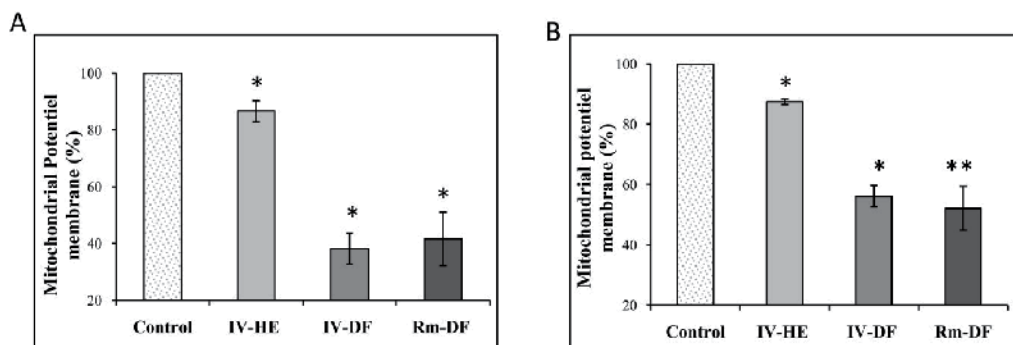 A
Mitochondrial Potentiel
membrane (%)
100
80
60
40
20
*
*
*
Control IV-HE IV-DF Rm-DF
B
Mitochondrial potentiel
membrane (%)
100
80
60
40
20
*
*
**
Control IV-HE IV-DF Rm-DF